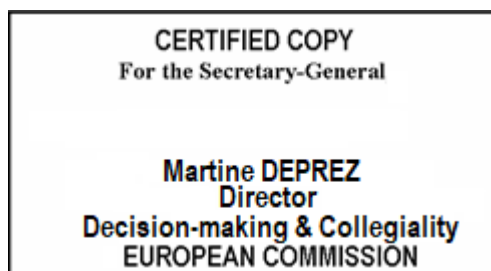 CERTIFIED COPY
For the Secretary-General
Martine DEPREZ
Director
Decision-making & Collegiality
EUROPEAN COMMISSION